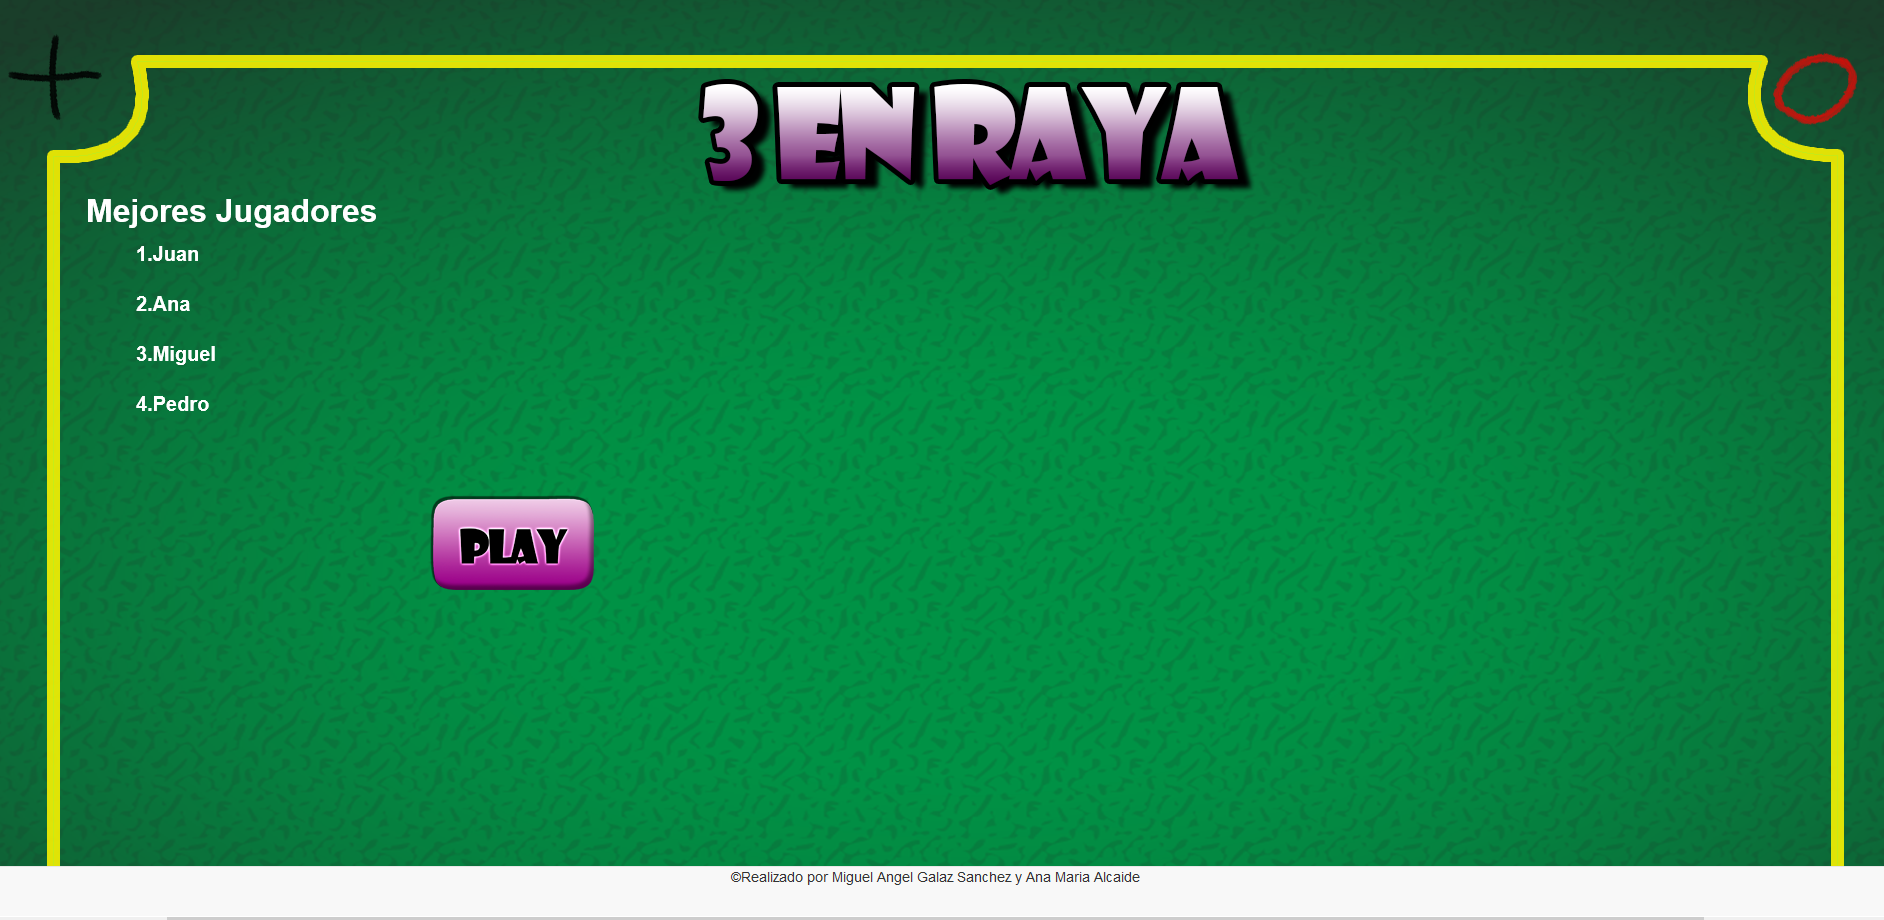 3 EN RAYA
Mejores Jugadores
1.Juan
2.Ana
3.Miguel
4.Pedro
PLAY
©Realizado por Miguel Angel Galaz Sanchez y Ana Maria Alcaide